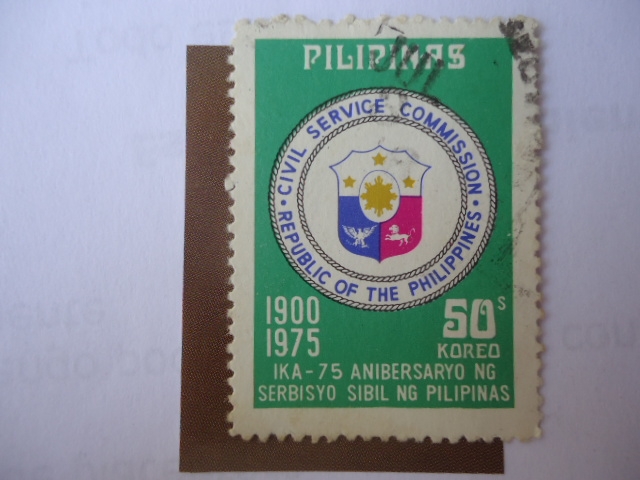 PILIPINAS
• CIVIL SERVICE COMMISSION •
REPUBLIC OF THE PHILIPPINES
1900
1975
50s
KOREO
IKA-75 ANIBERSARYO NG
SERBISYO SIBIL NG PILIPINAS